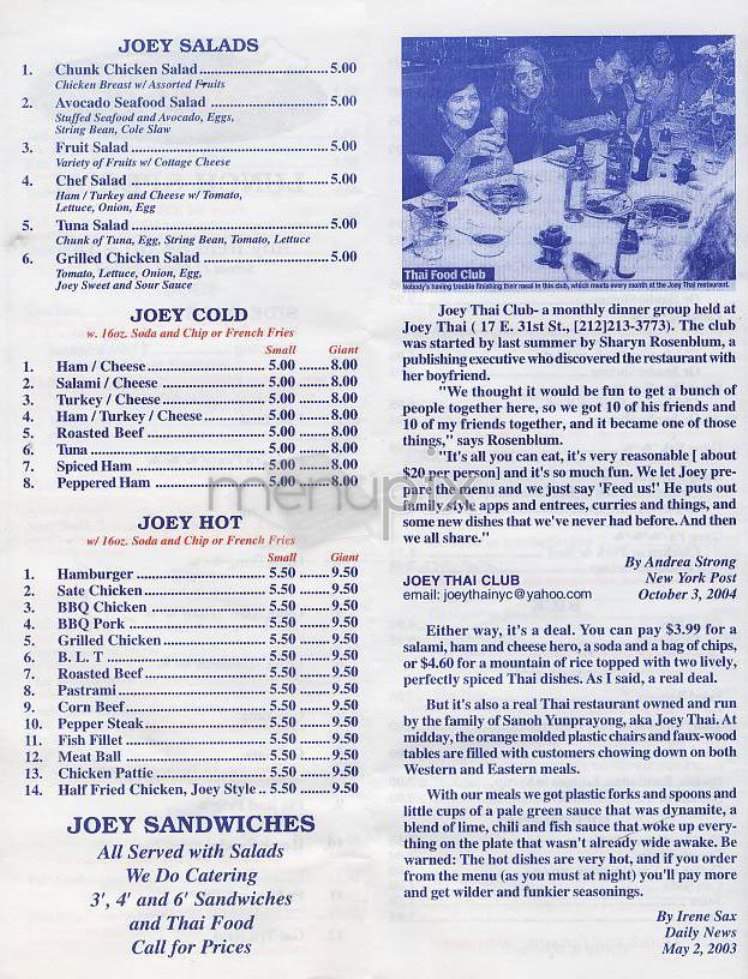 JOEY SALADS
1. Chunk Chicken Salad..............................5.00
Chicken Breast w/ Assorted Fruits
2. Avocado Seafood Salad ..............................5.00
Stuffed Seafood and Avocado, Eggs,
String Bean, Cole Slaw
3. Fruit Salad ..............................5.00
Variety of Fruits w/ Cottage Cheese
4. Chef Salad ..............................5.00
Ham / Turkey and Cheese w/ Tomato,
Lettuce, Onion, Egg
5. Tuna Salad ..............................5.00
Chunk of Tuna, Egg, String Bean, Tomato, Lettuce
6. Grilled Chicken Salad ..............................5.00
Tomato, Lettuce, Onion, Egg,
Joey Sweet and Sour Sauce
JOEY COLD
w. 16oz. Soda and Chip or French Fries
Small Giant
1. Ham / Cheese.............................. 5.00 .......8.00
2. Salami / Cheese .............................. 5.00 .......8.00
3. Turkey / Cheese.............................. 5.00 .......8.00
4. Ham / Turkey / Cheese.............................. 5.00 .......8.00
5. Roasted Beef .............................. 5.00 .......8.00
6. Tuna .............................. 5.00 .......8.00
7. Spiced Ham .............................. 5.00 .......8.00
8. Peppered Ham .............................. 5.00 .......8.00
JOEY HOT
w/ 16oz. Soda and Chip or French Fries
Small Giant
1. Hamburger .............................. 5.50 .......9.50
2. Sate Chicken.............................. 5.50 .......9.50
3. BBQ Chicken .............................. 5.50 .......9.50
4. BBQ Pork .............................. 5.50 .......9.50
5. Grilled Chicken.............................. 5.50 .......9.50
6. B. L. T .............................. 5.50 .......9.50
7. Roasted Beef.............................. 5.50 .......9.50
8. Pastrami.............................. 5.50 .......9.50
9. Corn Beef.............................. 5.50 .......9.50
10. Pepper Steak.............................. 5.50 .......9.50
11. Fish Fillet .............................. 5.50 .......9.50
12. Meat Ball .............................. 5.50 .......9.50
13. Chicken Pattie .............................. 5.50 .......9.50
14. Half Fried Chicken, Joey Style .. 5.50 ........9.50
JOEY SANDWICHES
All Served with Salads
We Do Catering
3', 4' and 6' Sandwiches
and Thai Food
Call for Prices
Thai Food Club
Nobody's having trouble finishing their meal in this club, which meets every month at the Joey Thai restaurant.
Joey Thai Club- a monthly dinner group held at
Joey Thai ( 17 E. 31st St., [212]213-3773). The club
was started by last summer by Sharyn Rosenblum, a
publishing executive who discovered the restaurant with
her boyfriend.
"We thought it would be fun to get a bunch of
people together here, so we got 10 of his friends and
10 of my friends together, and it became one of those
things," says Rosenblum.
"It's all you can eat, it's very reasonable [ about
$20 per person] and it's so much fun. We let Joey pre-
pare the menu and we just say 'Feed us!' He puts out
family style apps and entrees, curries and things, and
some new dishes that we've never had before. And then
we all share."
By Andrea Strong
New York Post
October 3, 2004
JOEY THAI CLUB
email: joeythainyc@yahoo.com
Either way, it's a deal. You can pay $3.99 for a
salami, ham and cheese hero, a soda and a bag of chips,
or $4.60 for a mountain of rice topped with two lively,
perfectly spiced Thai dishes. As I said, a real deal.
But it's also a real Thai restaurant owned and run
by the family of Sanoh Yunprayong, aka Joey Thai. At
midday, the orange molded plastic chairs and faux-wood
tables are filled with customers chowing down on both
Western and Eastern meals.
With our meals we got plastic forks and spoons and
little cups of a pale green sauce that was dynamite, a
blend of lime, chili and fish sauce that woke up every-
thing on the plate that wasn't already wide awake. Be
warned: The hot dishes are very hot, and if you order
from the menu (as you must at night) you'll pay more
and get wilder and funkier seasonings.
By Irene Sax
Daily News
May 2, 2003
menupix